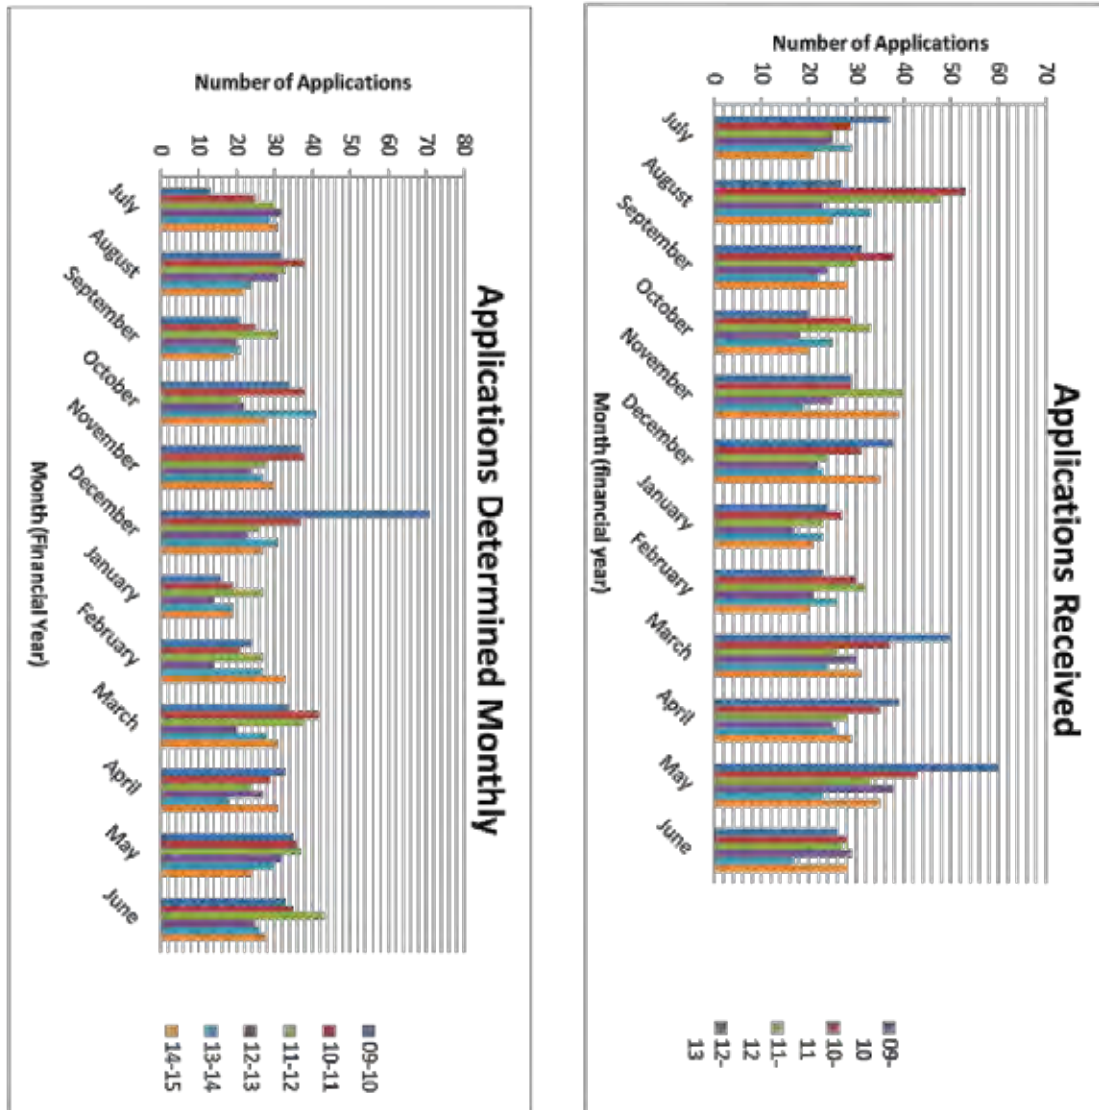 Applications Received
Number of Applications
70
60
50
40
30
20
10
0
July
August
September
October
November
December
January
February
March
April
May
June
Month (financial year)
09-
10
10-
11
11-
12
12-
13
Applications Determined Monthly
Number of Applications
80
70
60
50
40
30
20
10
0
July
August
September
October
November
December
January
February
March
April
May
June
Month (Financial Year)
09-10
10-11
11-12
12-13
13-14
14-15